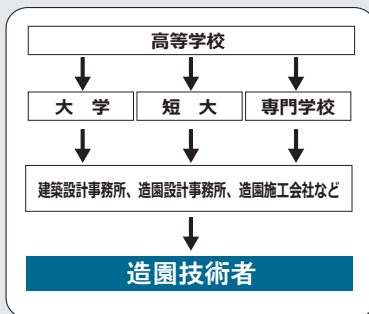 高等学校
大　学　短　大　専門学校
建築設計事務所、造園設計事務所、造園施工会社など
造園技術者